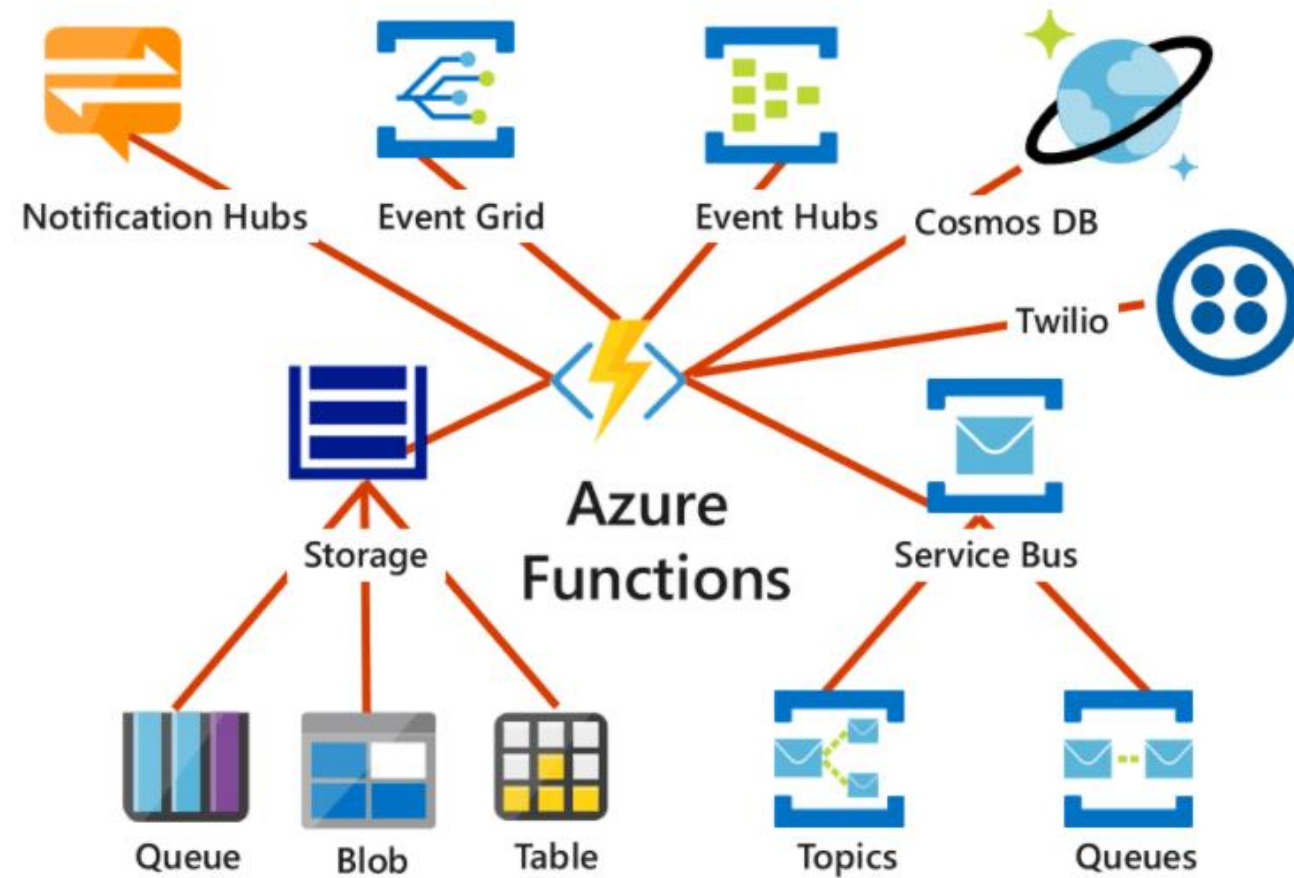 Notification Hubs
Event Grid
Event Hubs
Cosmos DB
Twilio
Azure
Functions
Storage
Service Bus
Queue
Blob
Table
Topics
Queues